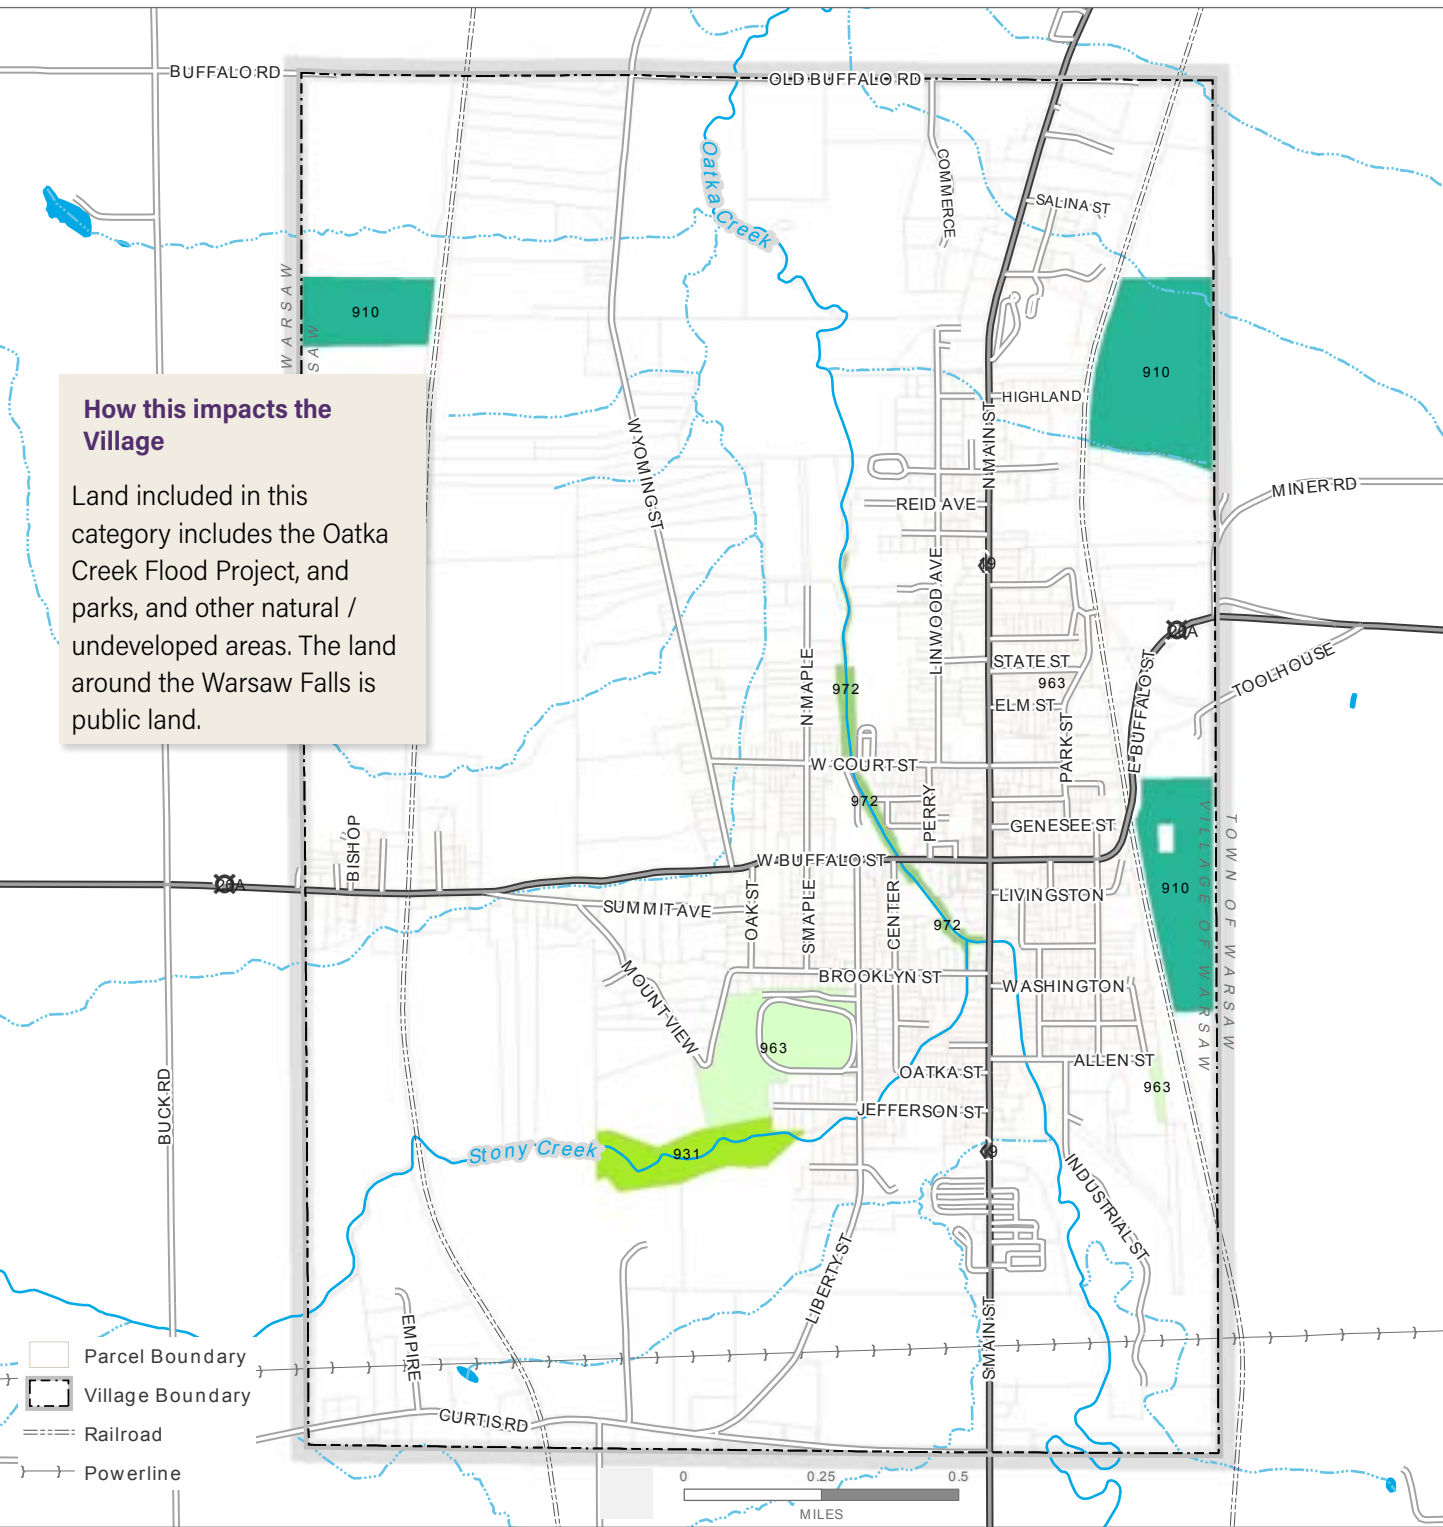 BUFFALO RD
OLD BUFFALO RD
COMMERCE
Oatka Creek
SALINA ST
WARSAW
SAW
910
910
How this impacts the
Village
Land included in this
category includes the Oatka
Creek Flood Project, and
parks, and other natural /
undeveloped areas. The land
around the Warsaw Falls is
public land.
HIGHLAND
N MAIN ST
WYOMING ST
MINER RD
REID AVE
19
LINWOOD AVE
20A
N MAPLE
STATE ST
963
TOOLHOUSE
972
ELM ST
E BUFFALO ST
PARK ST
W COURT ST
972
PERRY
GENESEE ST
BISHOP
W BUFFALO ST
20A
LIVINGSTON
910
VILLAGE OF WARSAW
TOWN OF WARSAW
SUMMIT AVE
OAK ST
S MAPLE
CENTER
972
MOUNT VIEW
BROOKLYN ST
WASHINGTON
963
OATKA ST
ALLEN ST
963
BUCK RD
JEFFERSON ST
Stony Creek
931
19
INDUSTRIAL ST
LIBERTY ST
S MAIN ST
EMPIRE
CURTIS RD
Parcel Boundary
Village Boundary
Railroad
Powerline
0 0.25 0.5
MILES